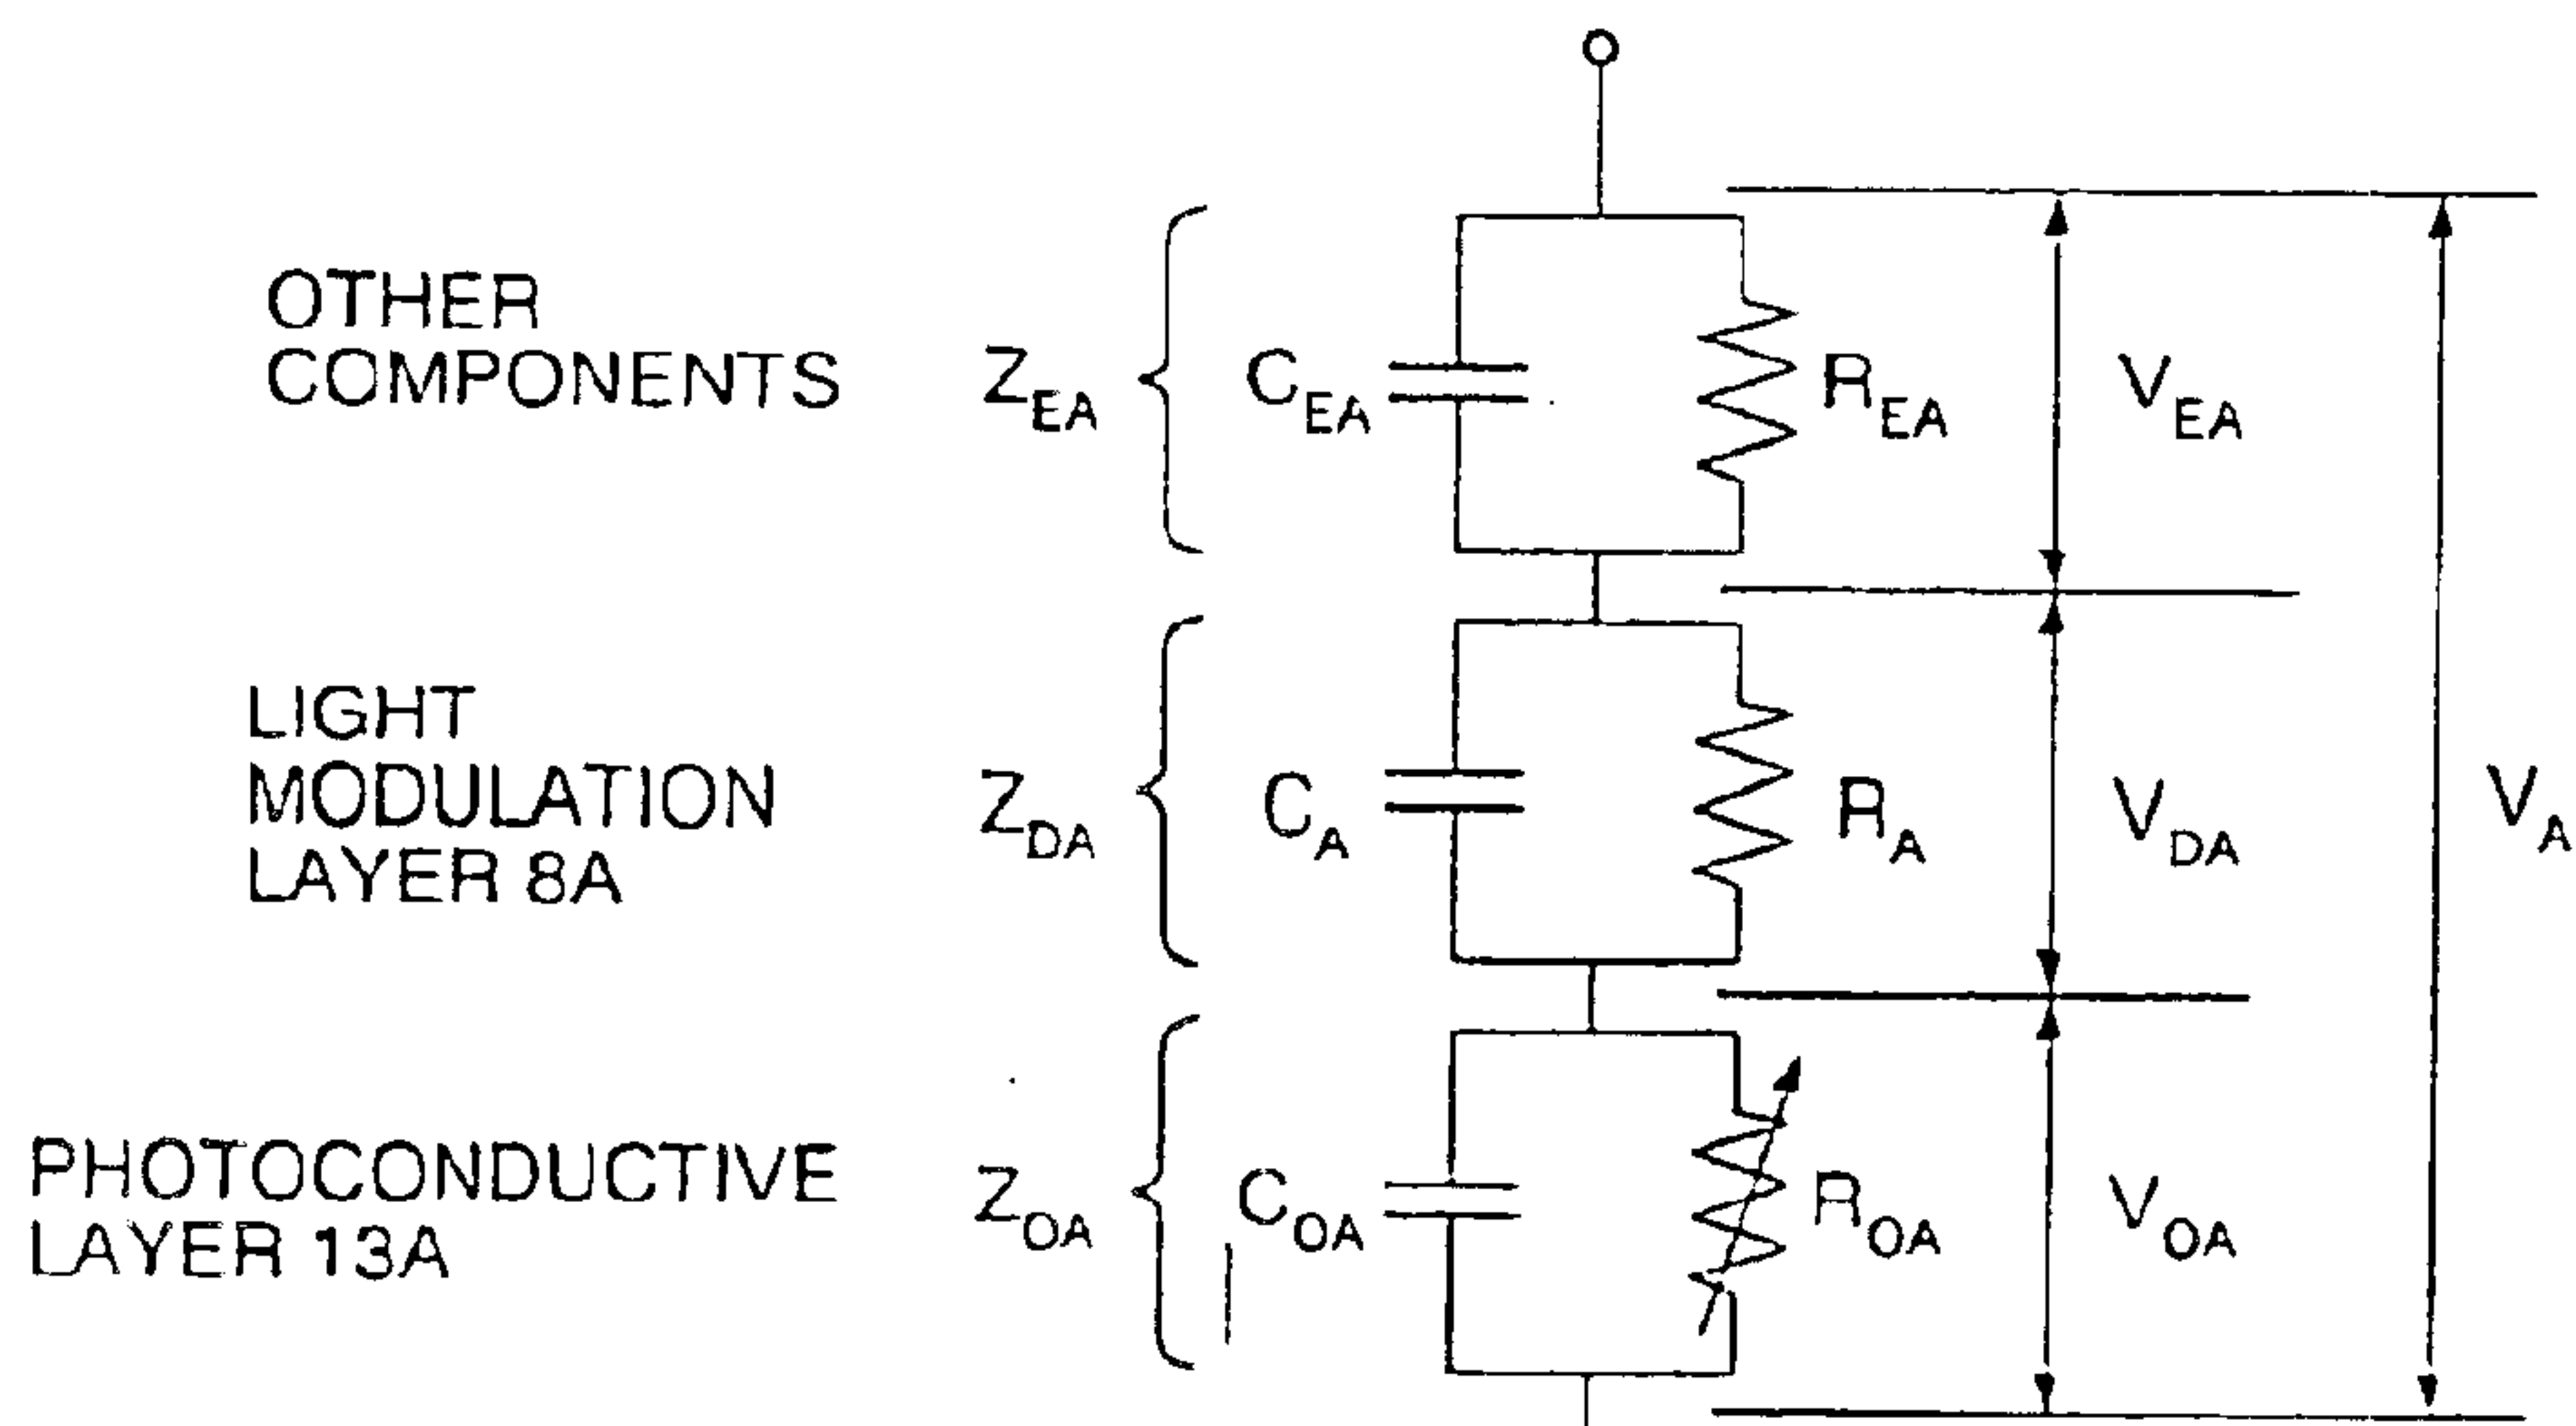 OTHER
COMPONENTS
Z_EA
C_EA
R_EA
V_EA
LIGHT
MODULATION
LAYER 8A
Z_DA
C_A
R_A
V_DA
V_A
PHOTOCONDUCTIVE
LAYER 13A
Z_OA
C_OA
R_OA
V_OA